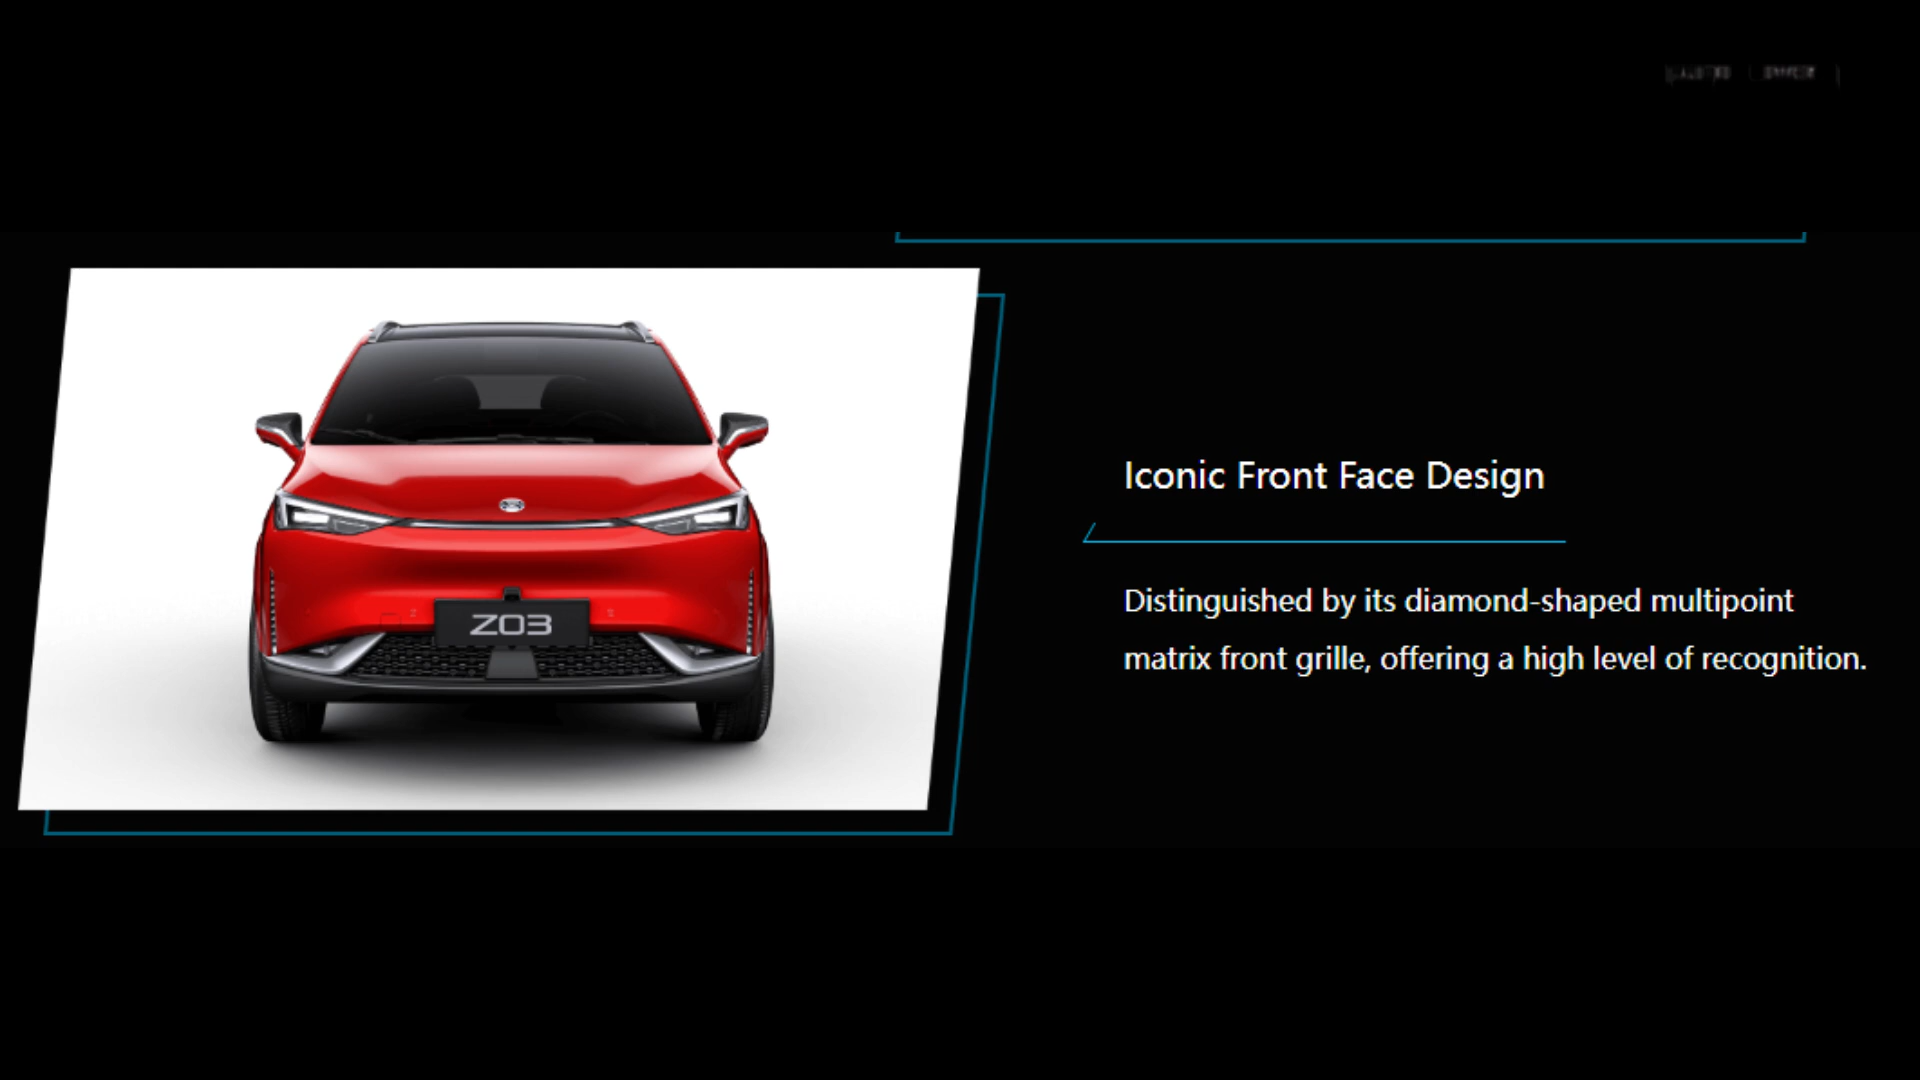 Iconic Front Face Design
Distinguished by its diamond-shaped multipoint
matrix front grille, offering a high level of recognition.
Z03